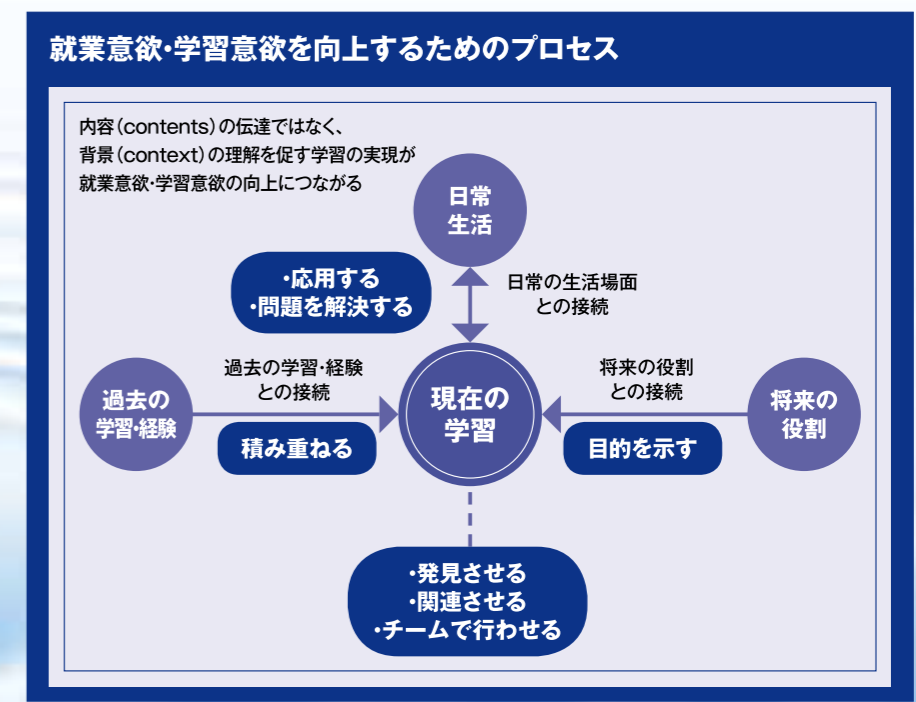 就業意欲・学習意欲を向上するためのプロセス
内容（contents）の伝達ではなく、
背景（context）の理解を促す学習の実現が
就業意欲・学習意欲の向上につながる
日常
生活
・応用する
・問題を解決する
日常の生活場面
との接続
過去の
学習・経験
過去の学習・経験
との接続
積み重ねる
現在の
学習
将来の役割
との接続
目的を示す
将来の
役割
・発見させる
・関連させる
・チームで行わせる